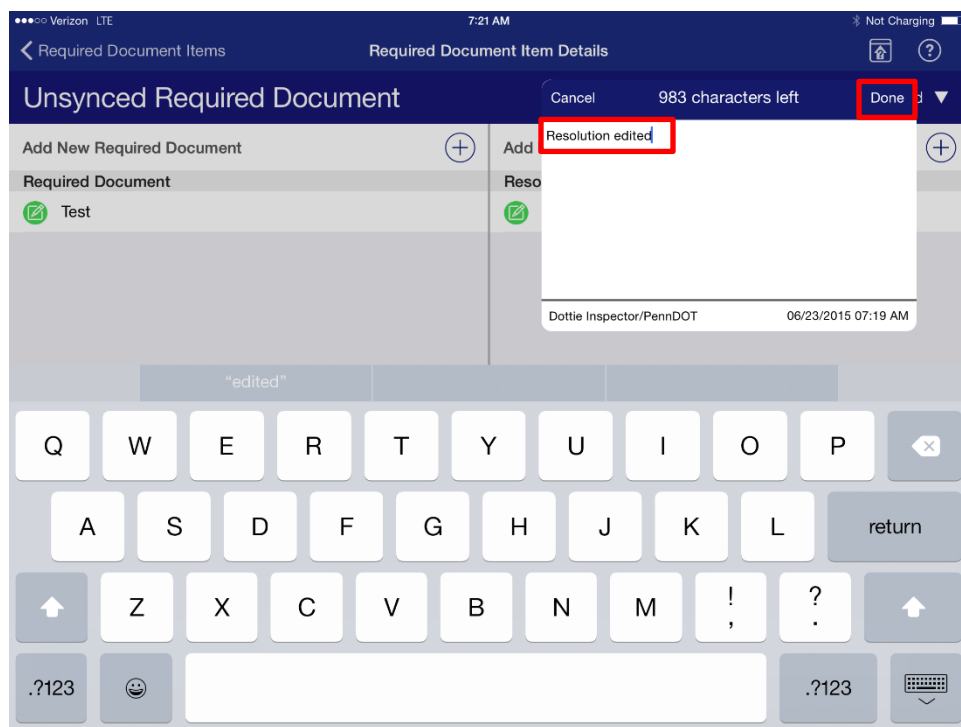 Verizon LTE 7:21 AM Not Charging
Required Document Items Required Document Item Details ?
Unsynced Required Document Cancel 983 characters left Done d
Add New Required Document Add
Resolution edited
Required Document Reso
Test
Dottie Inspector/PennDOT 06/23/2015 07:19 AM
"edited"
Q W E R T Y U I O P
A S D F G H J K L return
Z X C V B N M ! , ? .
.?123 .?123